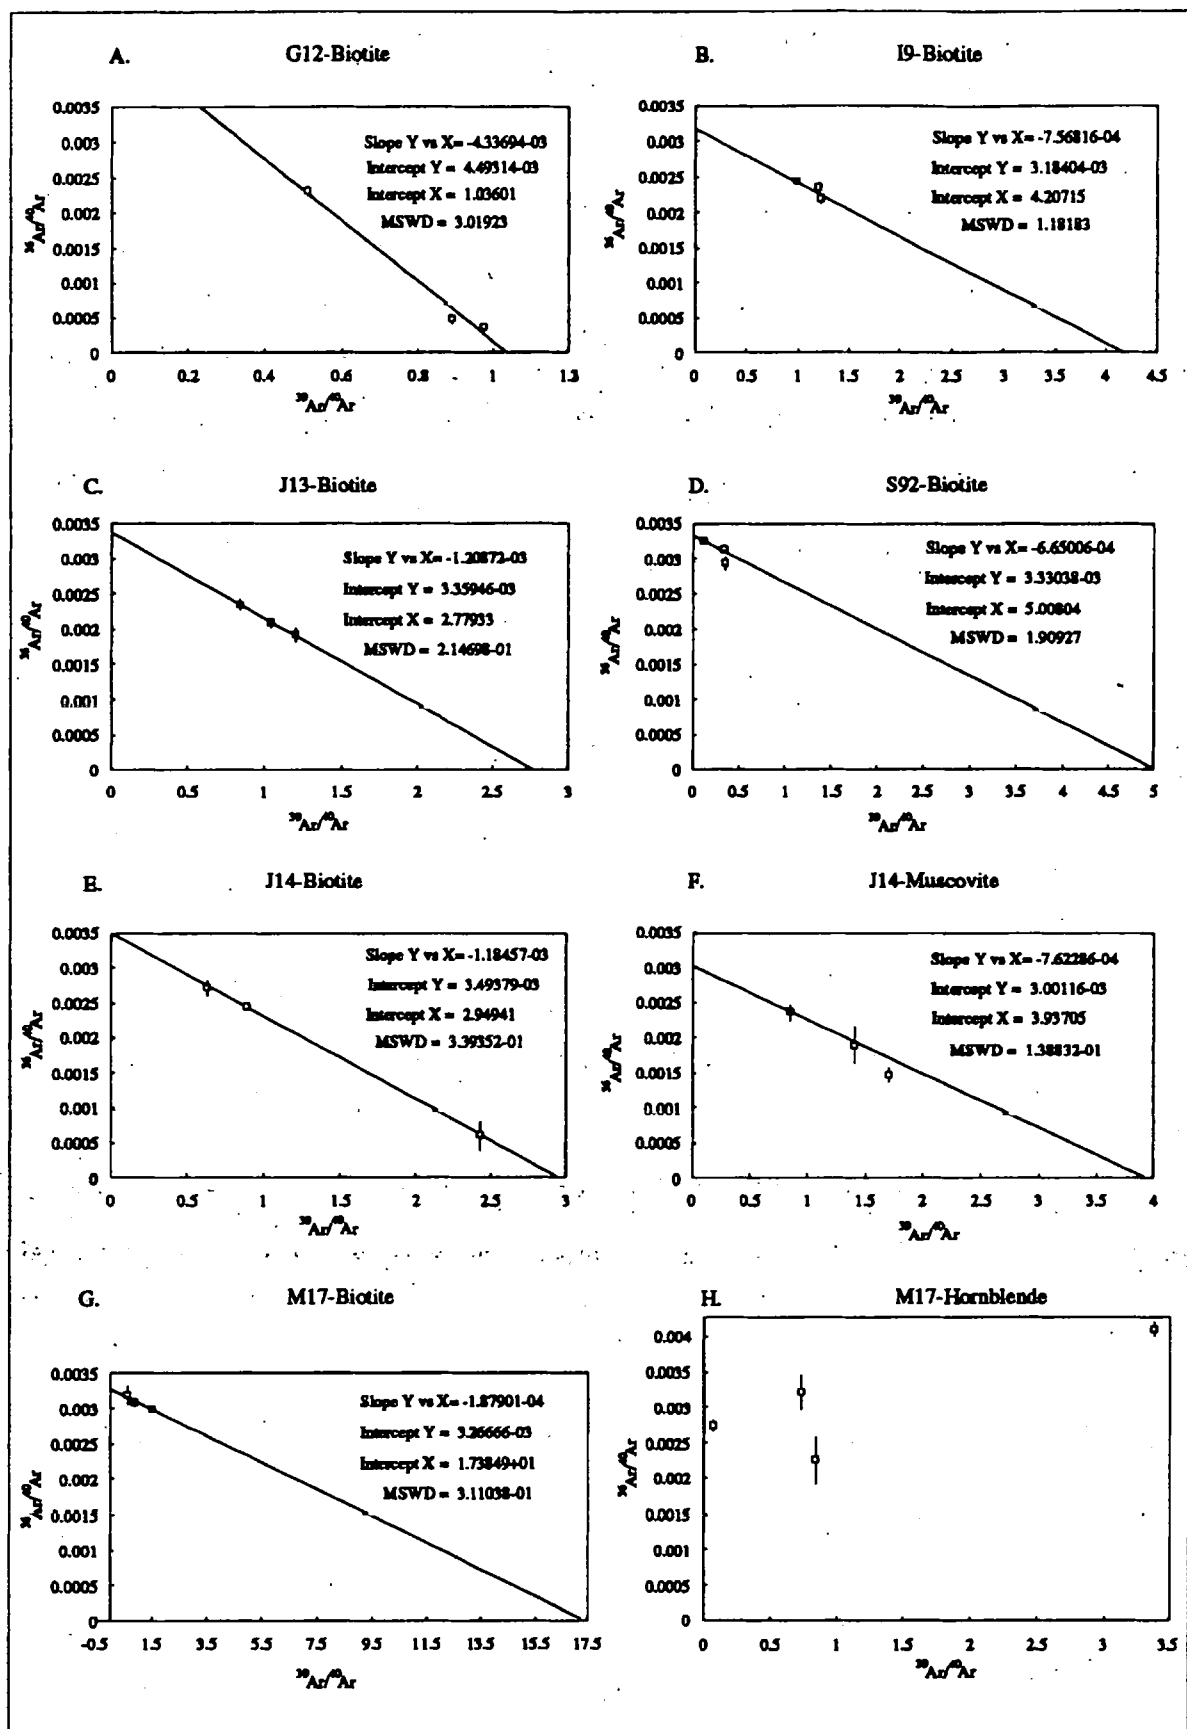 A. G12-Biotite
0.0035
0.003
0.0025
0.002
0.0015
0.001
0.0005
0
Slope Y vs X= -4.33694-03
Intercept Y = 4.49314-03
Intercept X = 1.03601
MSWD = 3.01923
0 0.2 0.4 0.6 0.8 1 1.3
³⁶Ar/⁴⁰Ar
³⁹Ar/⁴⁰Ar
B. I9-Biotite
0.0035
0.003
0.0025
0.002
0.0015
0.001
0.0005
0
Slope Y vs X= -7.56816-04
Intercept Y = 3.18404-03
Intercept X = 4.20715
MSWD = 1.18183
0 0.5 1 1.5 2 2.5 3 3.5 4 4.5
³⁶Ar/⁴⁰Ar
³⁹Ar/⁴⁰Ar
C. J13-Biotite
0.0035
0.003
0.0025
0.002
0.0015
0.001
0.0005
0
Slope Y vs X= -1.20872-03
Intercept Y = 3.35946-03
Intercept X = 2.77933
MSWD = 2.14698-01
0 0.5 1 1.5 2 2.5 3
³⁶Ar/⁴⁰Ar
³⁹Ar/⁴⁰Ar
D. S92-Biotite
0.0035
0.003
0.0025
0.002
0.0015
0.001
0.0005
0
Slope Y vs X= -6.65006-04
Intercept Y = 3.33038-03
Intercept X = 5.00804
MSWD = 1.90927
0 0.5 1 1.5 2 2.5 3 3.5 4 4.5 5
³⁶Ar/⁴⁰Ar
³⁹Ar/⁴⁰Ar
E. J14-Biotite
0.0035
0.003
0.0025
0.002
0.0015
0.001
0.0005
0
Slope Y vs X= -1.18457-03
Intercept Y = 3.49379-03
Intercept X = 2.94941
MSWD = 3.39352-01
0 0.5 1 1.5 2 2.5 3
³⁶Ar/⁴⁰Ar
³⁹Ar/⁴⁰Ar
F. J14-Muscovite
0.0035
0.003
0.0025
0.002
0.0015
0.001
0.0005
0
Slope Y vs X= -7.62286-04
Intercept Y = 3.00116-03
Intercept X = 3.93705
MSWD = 1.38832-01
0 0.5 1 1.5 2 2.5 3 3.5 4
³⁶Ar/⁴⁰Ar
³⁹Ar/⁴⁰Ar
G. M17-Biotite
0.0035
0.003
0.0025
0.002
0.0015
0.001
0.0005
0
Slope Y vs X= -1.87901-04
Intercept Y = 3.26666-03
Intercept X = 1.73849+01
MSWD = 3.11038-01
-0.5 1.5 3.5 5.5 7.5 9.5 11.5 13.5 15.5 17.5
³⁶Ar/⁴⁰Ar
³⁹Ar/⁴⁰Ar
H. M17-Hornblende
0.004
0.0035
0.003
0.0025
0.002
0.0015
0.001
0.0005
0
0 0.5 1 1.5 2 2.5 3 3.5
³⁶Ar/⁴⁰Ar
³⁹Ar/⁴⁰Ar